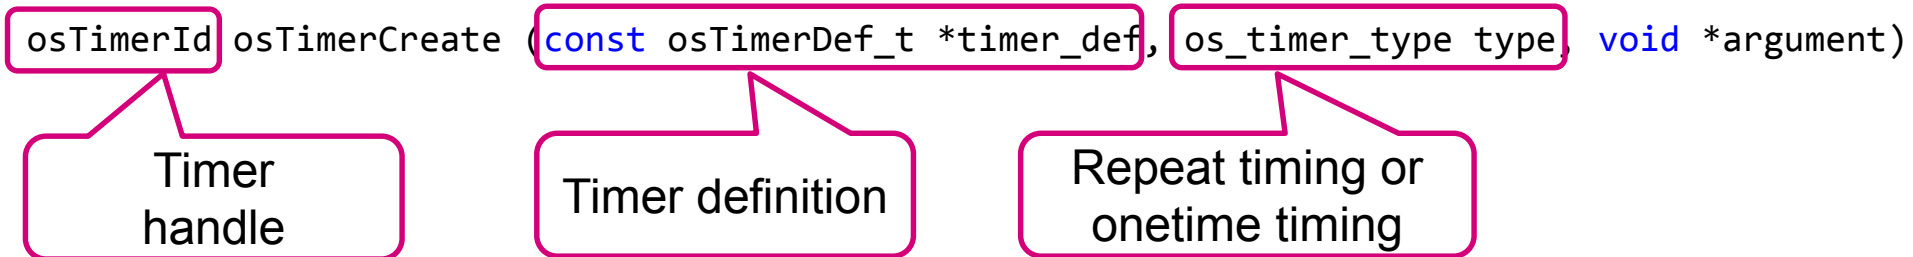 osTimerId osTimerCreate (const osTimerDef_t *timer_def, os_timer_type type, void *argument)
Timer
handle
Timer definition
Repeat timing or
onetime timing